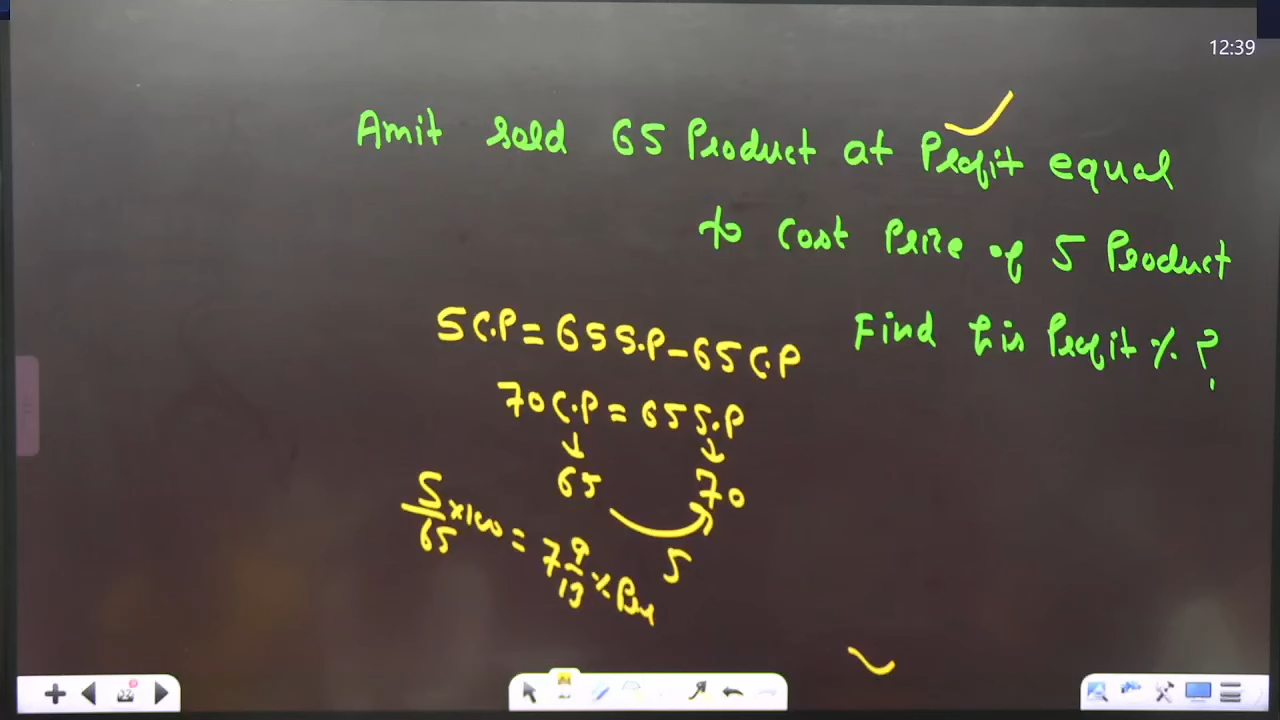 12:39
Amit sold 65 Product at Profit equal
to cost Price of 5 Product
Find his Profit % ?
5 C.P = 65 S.P - 65 C.P
70 C.P = 65 S.P
65 70
5
5/65 x 100 = 7 9/13 %
22